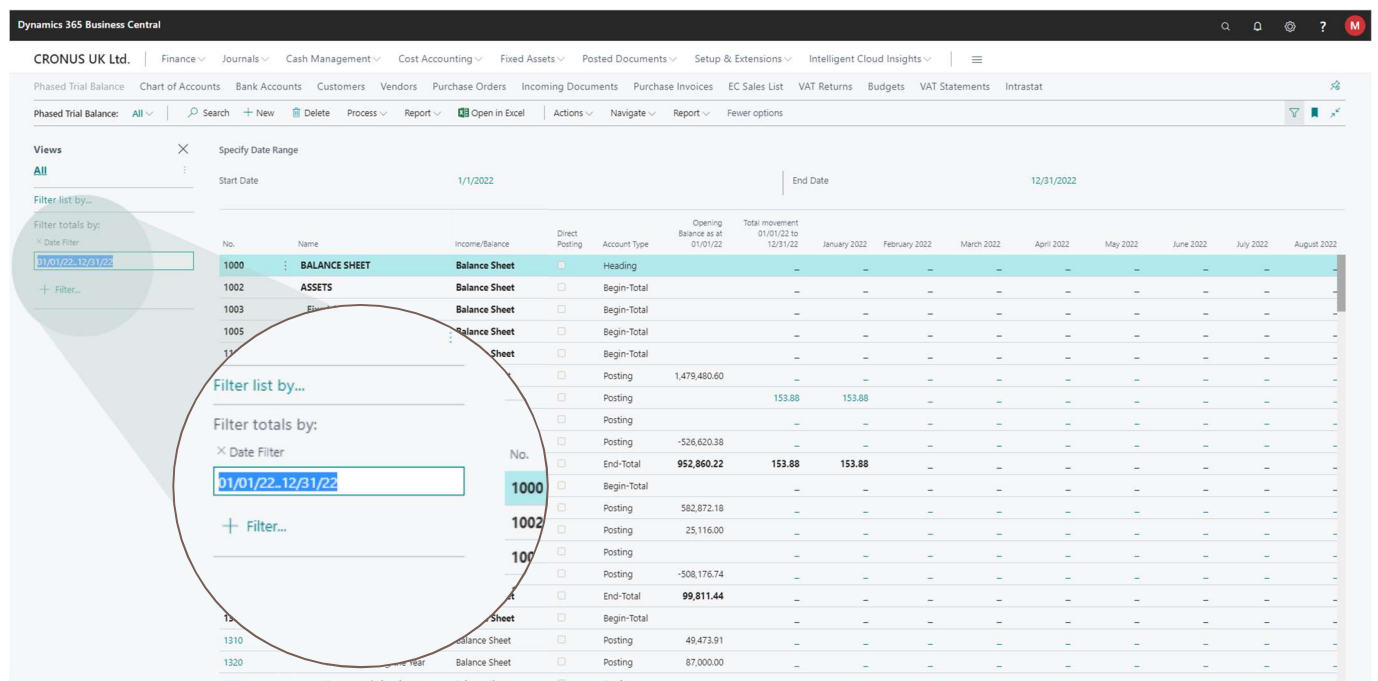 Dynamics 365 Business Central
M
CRONUS UK Ltd. Finance Journals Cash Management Cost Accounting Fixed Assets Posted Documents Setup & Extensions Intelligent Cloud Insights
Phased Trial Balance Chart of Accounts Bank Accounts Customers Vendors Purchase Orders Incoming Documents Purchase Invoices EC Sales List VAT Returns Budgets VAT Statements Intrastat
Phased Trial Balance: All Search + New Delete Process Report Open in Excel Actions Navigate Report Fewer options
Views
All
Filter list by...
Filter totals by:
× Date Filter
01/01/22..12/31/22
+ Filter...
Specify Date Range
Start Date 1/1/2022 End Date 12/31/2022
No. Name Income/Balance Direct Posting Account Type Opening Balance as at 01/01/22 Total movement 01/01/22 to 12/31/22 January 2022 February 2022 March 2022 April 2022 May 2022 June 2022 July 2022 August 2022
1000 BALANCE SHEET Balance Sheet Heading _ _ _ _ _ _ _ _ _
1002 ASSETS Balance Sheet Begin-Total _ _ _ _ _ _ _ _ _
1003 Balance Sheet Begin-Total _ _ _ _ _ _ _ _ _
1005 Balance Sheet Begin-Total _ _ _ _ _ _ _ _ _
Sheet Begin-Total _ _ _ _ _ _ _ _ _
Posting 1,479,480.60 _ _ _ _ _ _ _ _ _
Posting 153.88 153.88 _ _ _ _ _ _ _
Posting _ _ _ _ _ _ _ _ _
Posting -526,620.38 _ _ _ _ _ _ _ _ _
End-Total 952,860.22 153.88 153.88 _ _ _ _ _ _ _
Begin-Total _ _ _ _ _ _ _ _ _
Posting 582,872.18 _ _ _ _ _ _ _ _ _
Posting 25,116.00 _ _ _ _ _ _ _ _ _
Posting _ _ _ _ _ _ _ _ _
Posting -508,176.74 _ _ _ _ _ _ _ _ _
End-Total 99,811.44 _ _ _ _ _ _ _ _ _
Sheet Begin-Total _ _ _ _ _ _ _ _ _
1310 Balance Sheet Posting 49,473.91 _ _ _ _ _ _ _ _ _
1320 Year Balance Sheet Posting 87,000.00 _ _ _ _ _ _ _ _ _
Filter list by...
Filter totals by:
× Date Filter
01/01/22..12/31/22
+ Filter...
No.
1000
1002